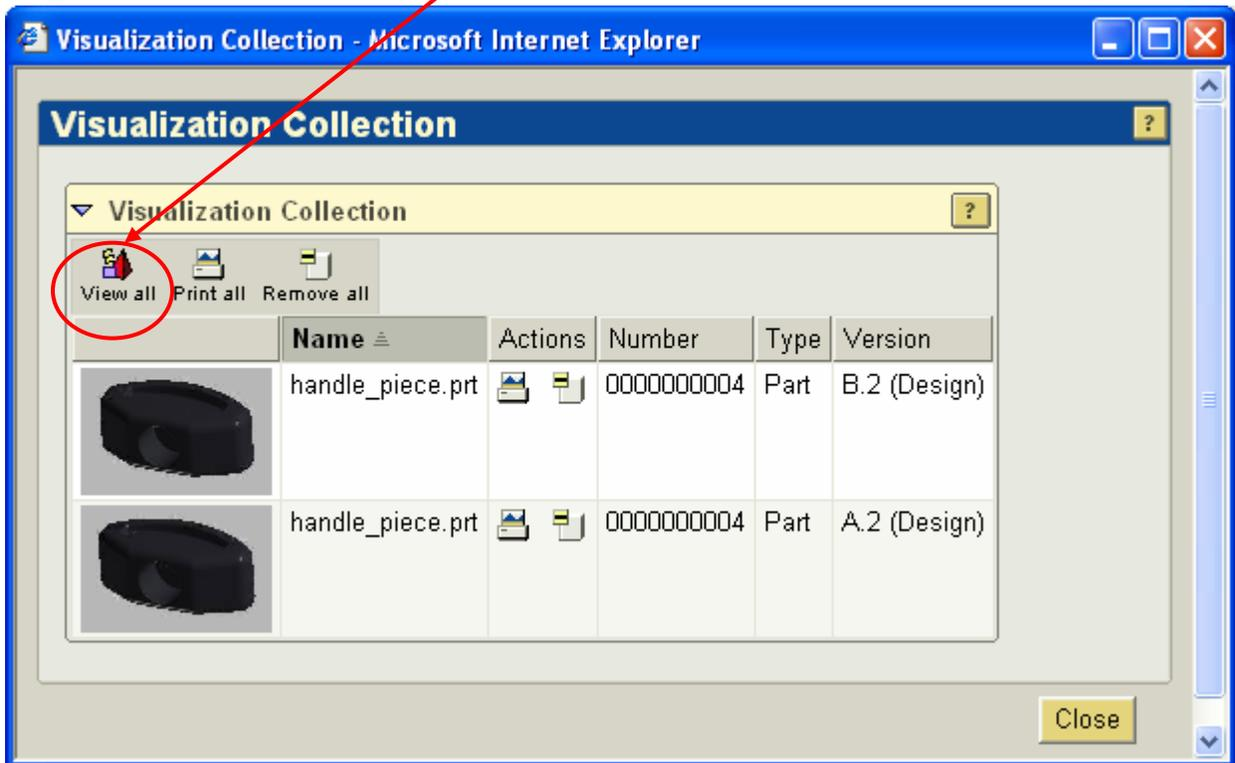 Visualization Collection - Microsoft Internet Explorer
Visualization Collection ?
Visualization Collection ?
View all Print all Remove all
Name Actions Number Type Version
handle_piece.prt 0000000004 Part B.2 (Design)
handle_piece.prt 0000000004 Part A.2 (Design)
Close